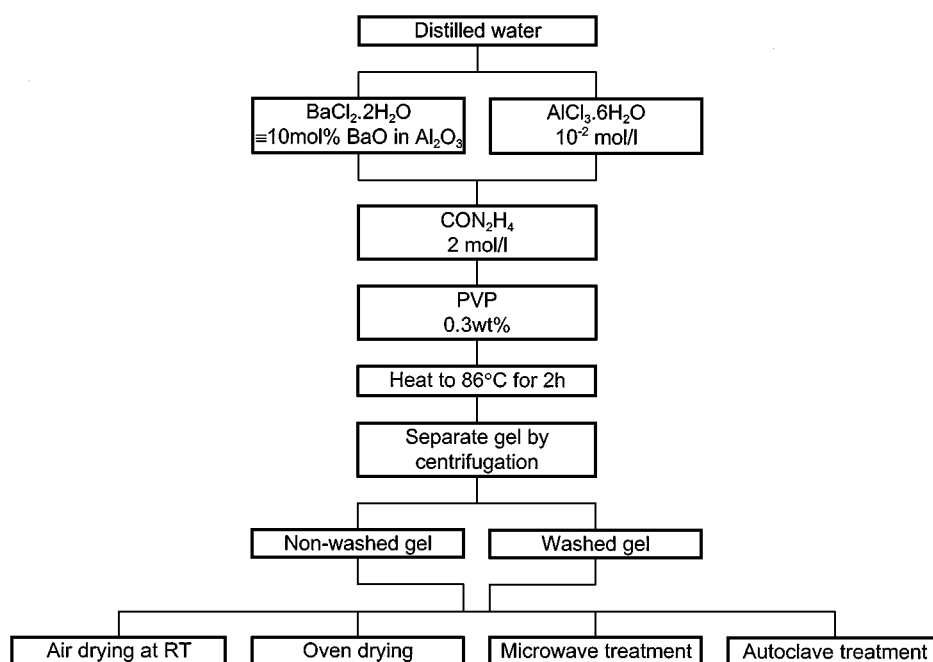 Distilled water
BaCl₂.2H₂O
≡10mol% BaO in Al₂O₃
AlCl₃.6H₂O
10⁻² mol/l
CON₂H₄
2 mol/l
PVP
0.3wt%
Heat to 86°C for 2h
Separate gel by
centrifugation
Non-washed gel
Washed gel
Air drying at RT
Oven drying
Microwave treatment
Autoclave treatment